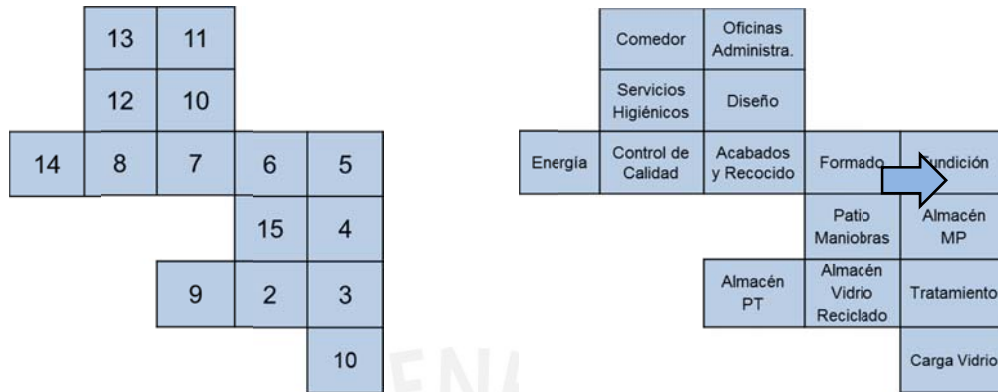 13 11
12 10
14 8 7 6 5
15 4
9 2 3
10
Comedor
Oficinas
Administra.
Servicios
Higiénicos
Diseño
Energía
Control de
Calidad
Acabados
y Recocido
Formado
Fundición
Patio
Maniobras
Almacén
MP
Almacén
PT
Almacén
Vidrio
Reciclado
Tratamiento
Carga Vidrio